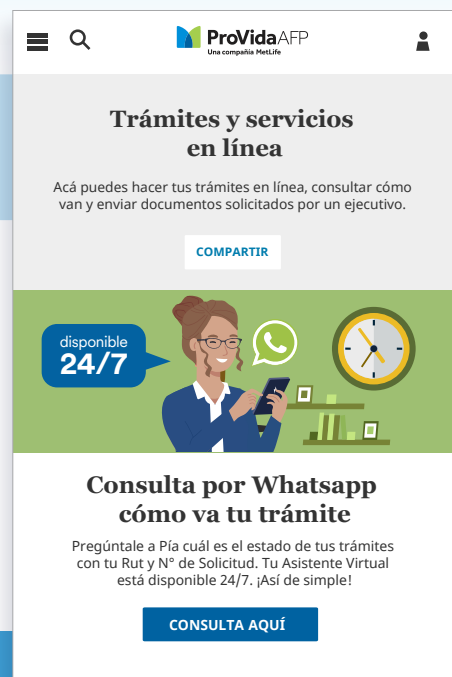 ProVida AFP
Una compañía MetLife
Trámites y servicios
en línea
Acá puedes hacer tus trámites en línea, consultar cómo
van y enviar documentos solicitados por un ejecutivo.
COMPARTIR
disponible
24/7
Consulta por Whatsapp
cómo va tu trámite
Pregúntale a Pía cuál es el estado de tus trámites
con tu Rut y N° de Solicitud. Tu Asistente Virtual
está disponible 24/7. ¡Así de simple!
CONSULTA AQUÍ